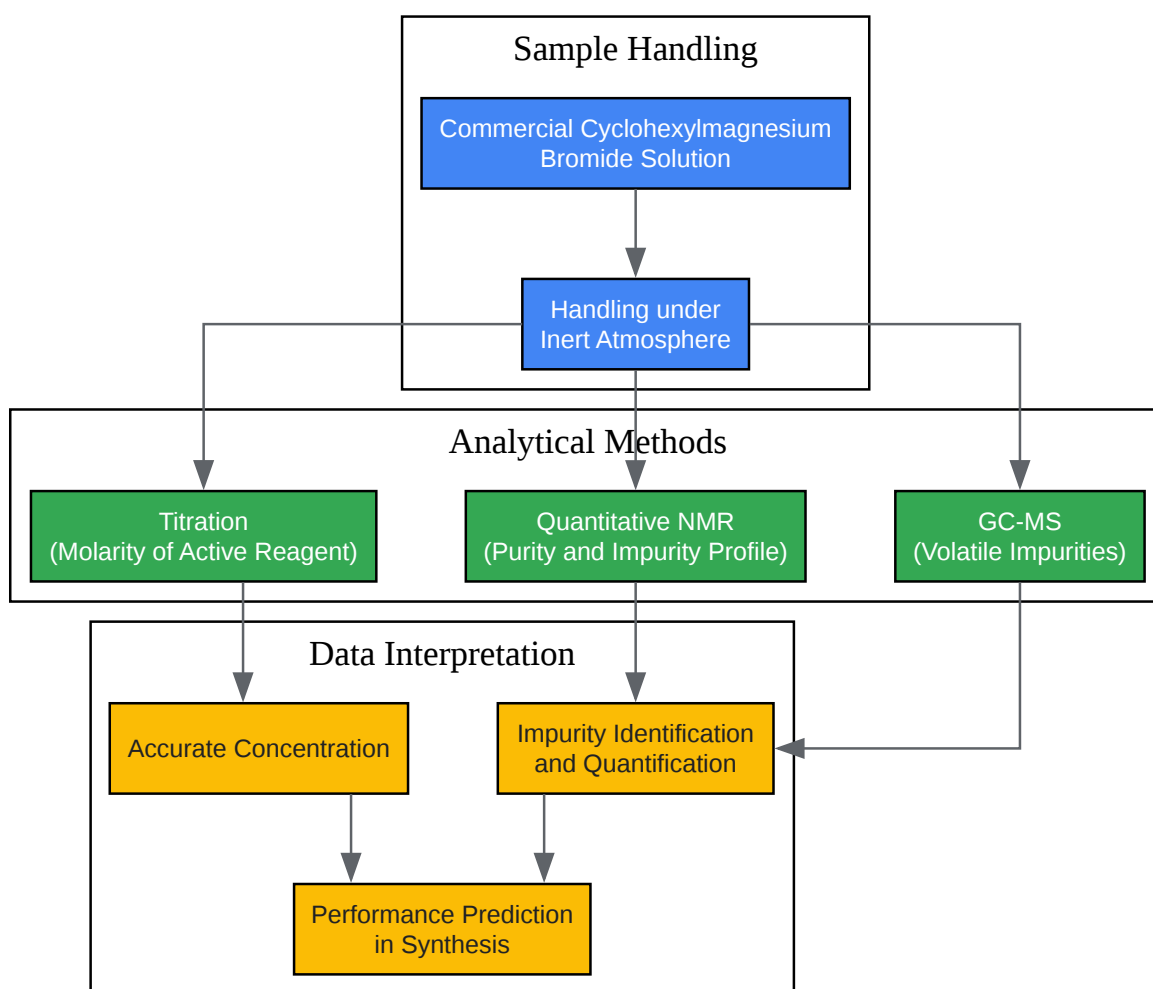 Sample Handling
Commercial Cyclohexylmagnesium
Bromide Solution
Handling under
Inert Atmosphere
Analytical Methods
Titration
(Molarity of Active Reagent)
Quantitative NMR
(Purity and Impurity Profile)
GC-MS
(Volatile Impurities)
Data Interpretation
Accurate Concentration
Impurity Identification
and Quantification
Performance Prediction
in Synthesis